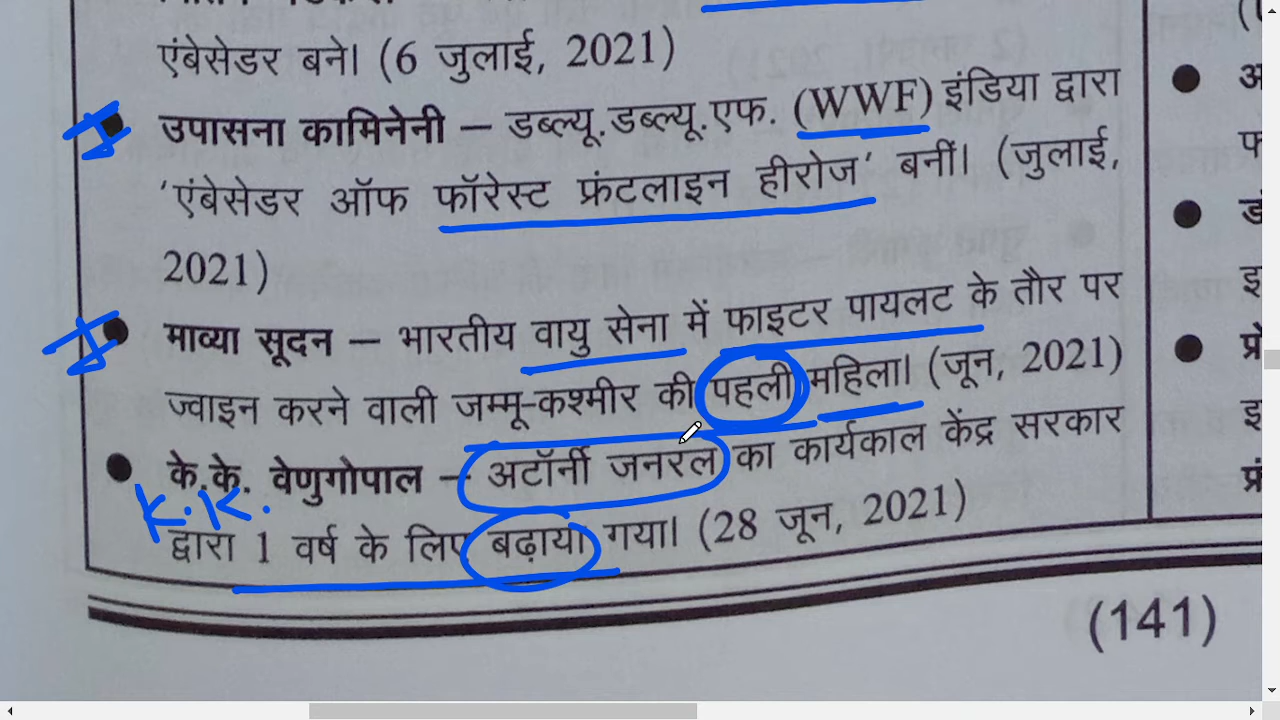 एंबेसेडर बने। (6 जुलाई, 2021)
उपासना कामिनेनी – डब्ल्यू.डब्ल्यू.एफ. (WWF) इंडिया द्वारा
'एंबेसेडर ऑफ फॉरेस्ट फ्रंटलाइन हीरोज' बनीं। (जुलाई,
2021)
माव्या सूदन – भारतीय वायु सेना में फाइटर पायलट के तौर पर
ज्वाइन करने वाली जम्मू-कश्मीर की पहली महिला। (जून, 2021)
के.के. वेणुगोपाल – अटॉर्नी जनरल का कार्यकाल केंद्र सरकार
K.K.
द्वारा 1 वर्ष के लिए बढ़ाया गया। (28 जून, 2021)
(141)